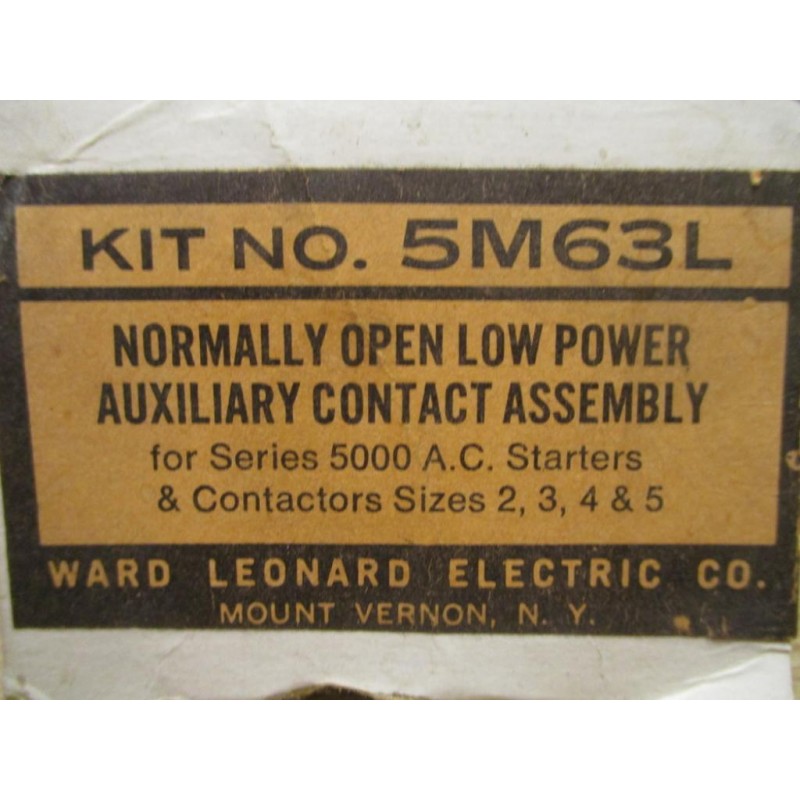 KIT NO. 5M63L
NORMALLY OPEN LOW POWER
AUXILIARY CONTACT ASSEMBLY
for Series 5000 A.C. Starters
& Contactors Sizes 2, 3, 4 & 5
WARD LEONARD ELECTRIC CO.
MOUNT VERNON, N. Y.